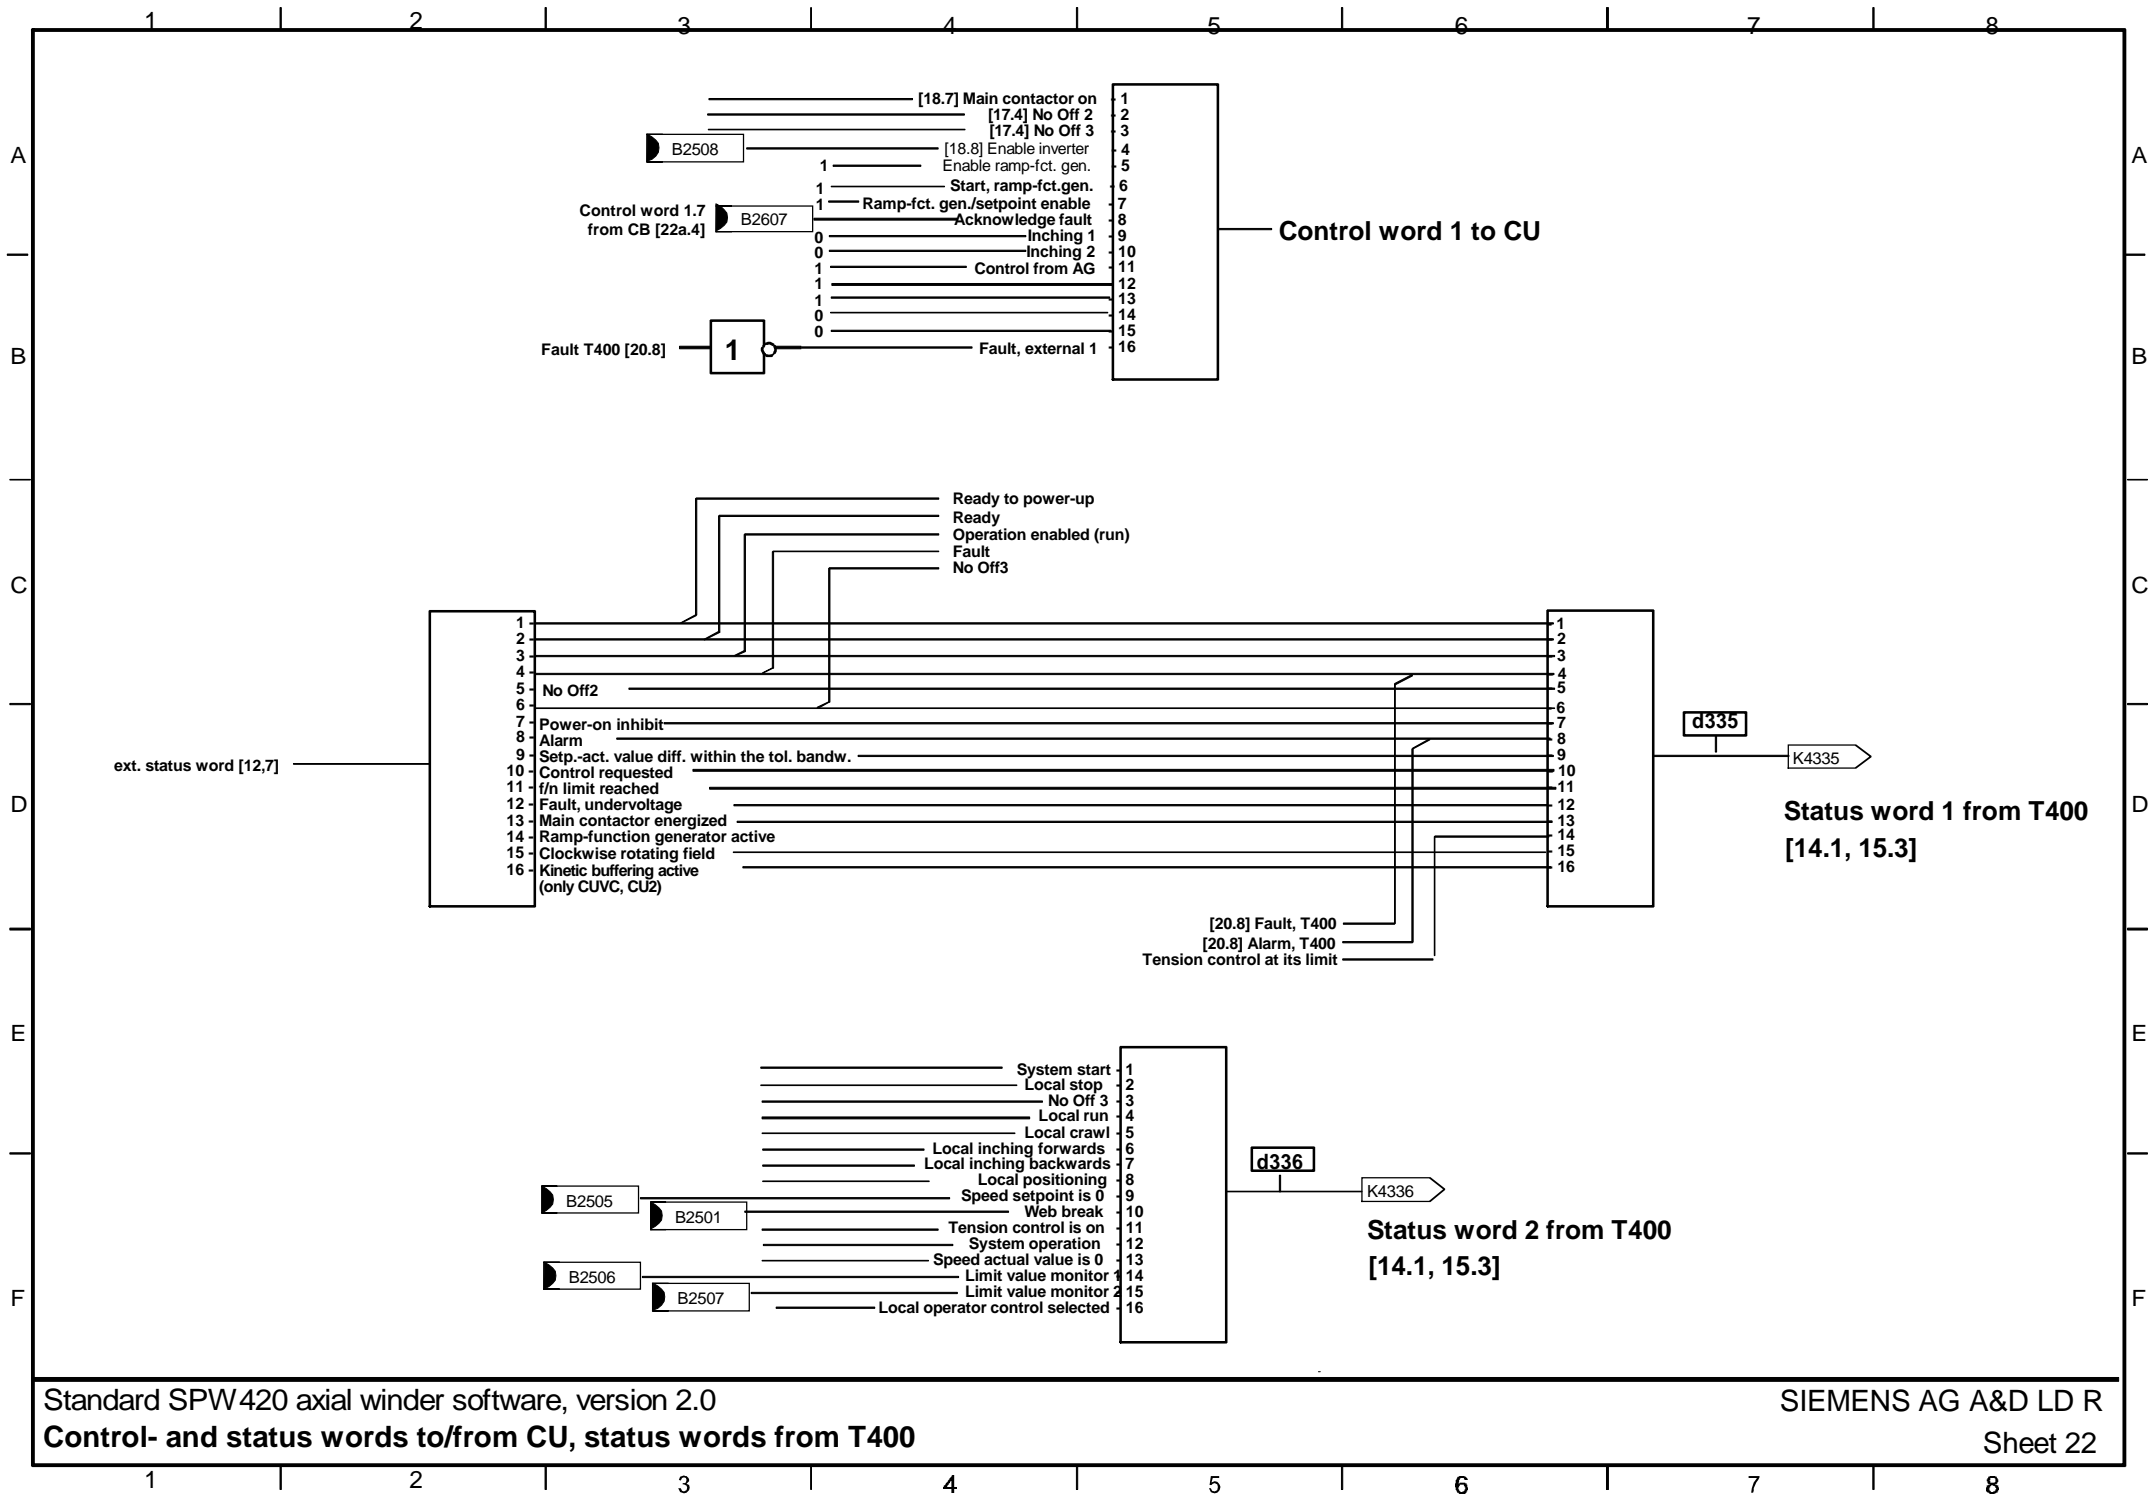 1 2 3 4 5 6 7 8
A A
B B
C C
D D
E E
F F
[18.7] Main contactor on 1
[17.4] No Off 2 2
[17.4] No Off 3 3
B2508 [18.8] Enable inverter 4
1 Enable ramp-fct. gen. 5
1 Start, ramp-fct.gen. 6
1 Ramp-fct. gen./setpoint enable 7
Control word 1.7
from CB [22a.4]
B2607 Acknowledge fault 8
0 Inching 1 9
0 Inching 2 10
1 Control from AG 11
1 12
1 13
0 14
0 15
Fault T400 [20.8] 1 Fault, external 1 16
Control word 1 to CU
Ready to power-up
Ready
Operation enabled (run)
Fault
No Off3
ext. status word [12,7]
1 1
2 2
3 3
4 4
5 No Off2 5
6 6
7 Power-on inhibit 7
8 Alarm 8
9 Setp.-act. value diff. within the tol. bandw. 9
10 Control requested 10
11 f/n limit reached 11
12 Fault, undervoltage 12
13 Main contactor energized 13
14 Ramp-function generator active 14
15 Clockwise rotating field 15
16 Kinetic buffering active 16
(only CUVC, CU2)
[20.8] Fault, T400
[20.8] Alarm, T400
Tension control at its limit
d335
K4335
Status word 1 from T400
[14.1, 15.3]
System start 1
Local stop 2
No Off 3 3
Local run 4
Local crawl 5
Local inching forwards 6
Local inching backwards 7
Local positioning 8
B2505 Speed setpoint is 0 9
B2501 Web break 10
Tension control is on 11
System operation 12
Speed actual value is 0 13
B2506 Limit value monitor 1 14
B2507 Limit value monitor 2 15
Local operator control selected 16
d336
K4336
Status word 2 from T400
[14.1, 15.3]
Standard SPW420 axial winder software, version 2.0
SIEMENS AG A&D LD R
Control- and status words to/from CU, status words from T400
Sheet 22
1 2 3 4 5 6 7 8